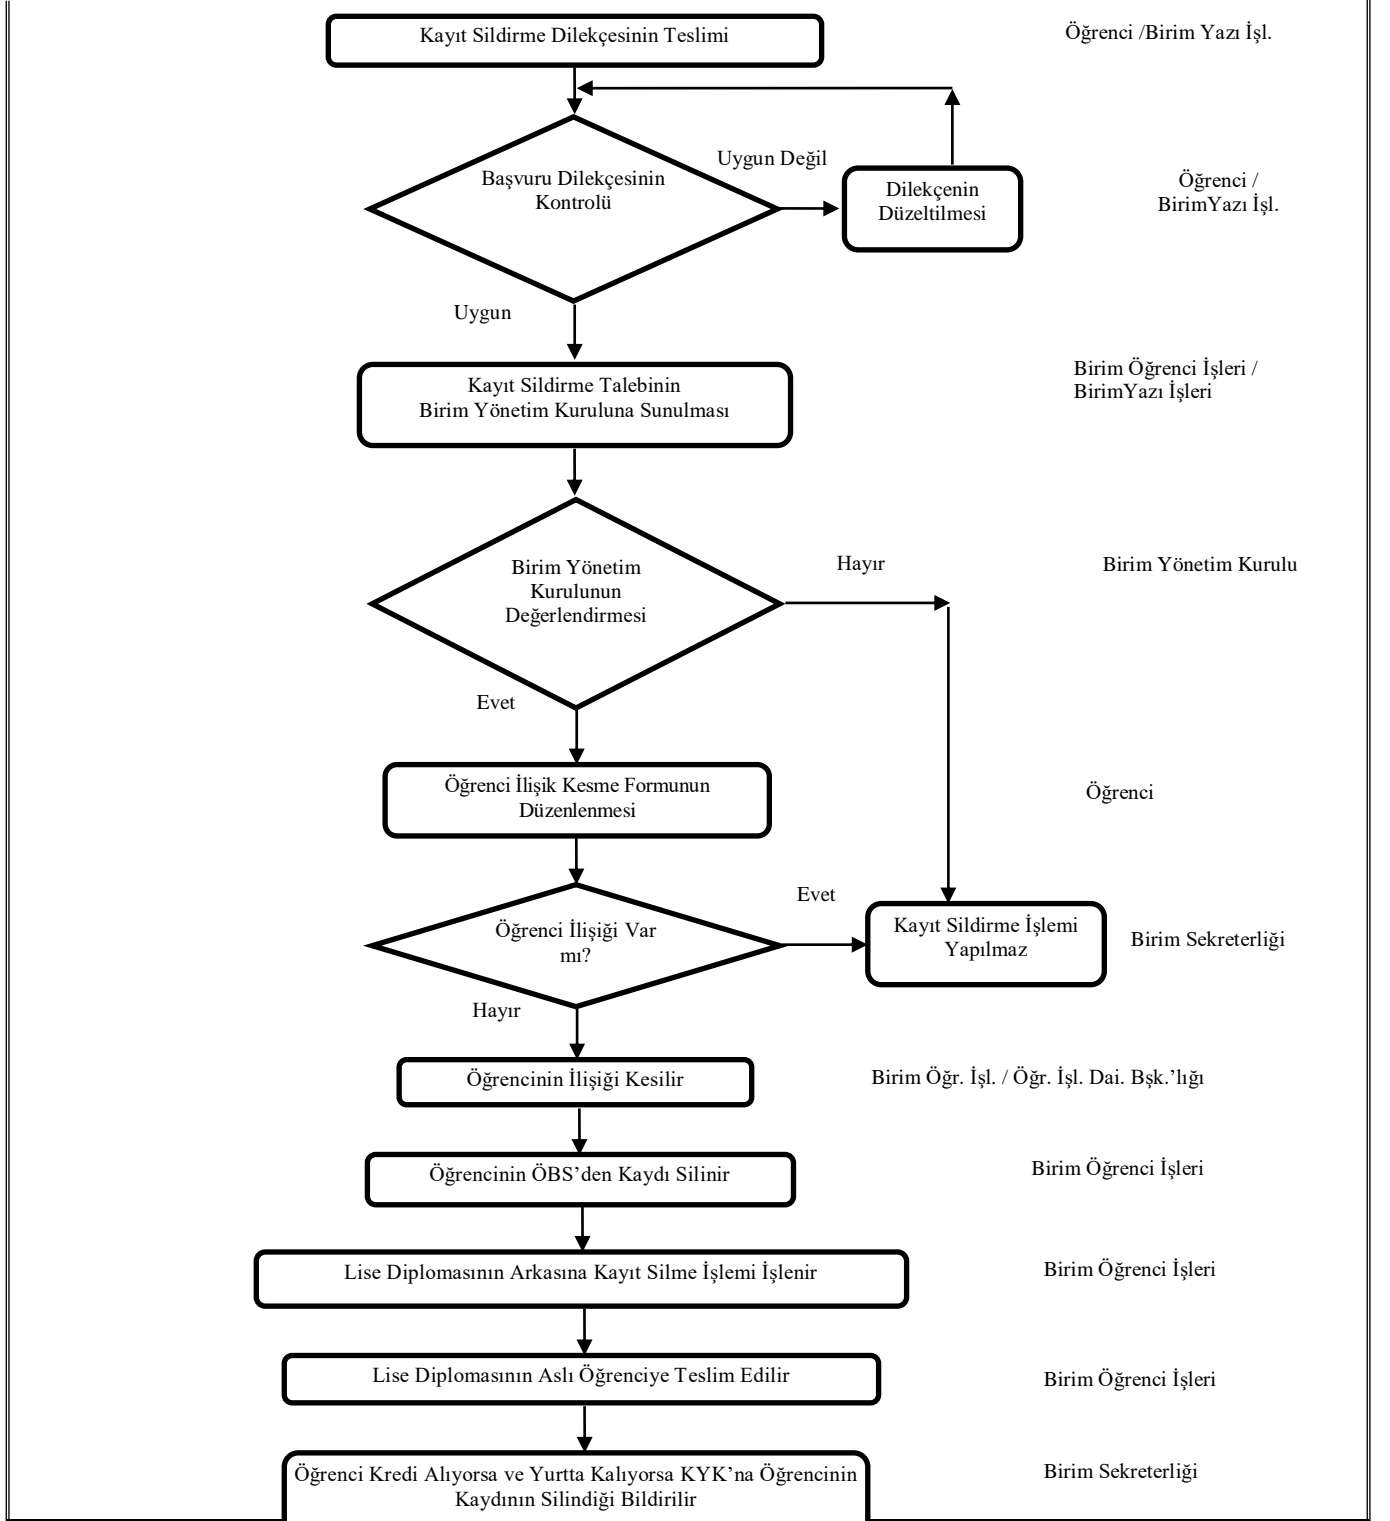 Kayıt Sildirme Dilekçesinin Teslimi
Öğrenci /Birim Yazı İşl.
Uygun Değil
Başvuru Dilekçesinin
Kontrolü
Dilekçenin
Düzeltilmesi
Öğrenci /
BirimYazı İşl.
Uygun
Kayıt Sildirme Talebinin
Birim Yönetim Kuruluna Sunulması
Birim Öğrenci İşleri /
BirimYazı İşleri
Birim Yönetim
Kurulunun
Değerlendirmesi
Hayır
Birim Yönetim Kurulu
Evet
Öğrenci İlişik Kesme Formunun
Düzenlenmesi
Öğrenci
Evet
Öğrenci İlişiği Var
mı?
Kayıt Sildirme İşlemi
Yapılmaz
Birim Sekreterliği
Hayır
Öğrencinin İlişiği Kesilir
Birim Öğr. İşl. / Öğr. İşl. Dai. Bşk.’lığı
Öğrencinin ÖBS’den Kaydı Silinir
Birim Öğrenci İşleri
Lise Diplomasının Arkasına Kayıt Silme İşlemi İşlenir
Birim Öğrenci İşleri
Lise Diplomasının Aslı Öğrenciye Teslim Edilir
Birim Öğrenci İşleri
Öğrenci Kredi Alıyorsa ve Yurtta Kalıyorsa KYK’na Öğrencinin
Kaydının Silindiği Bildirilir
Birim Sekreterliği